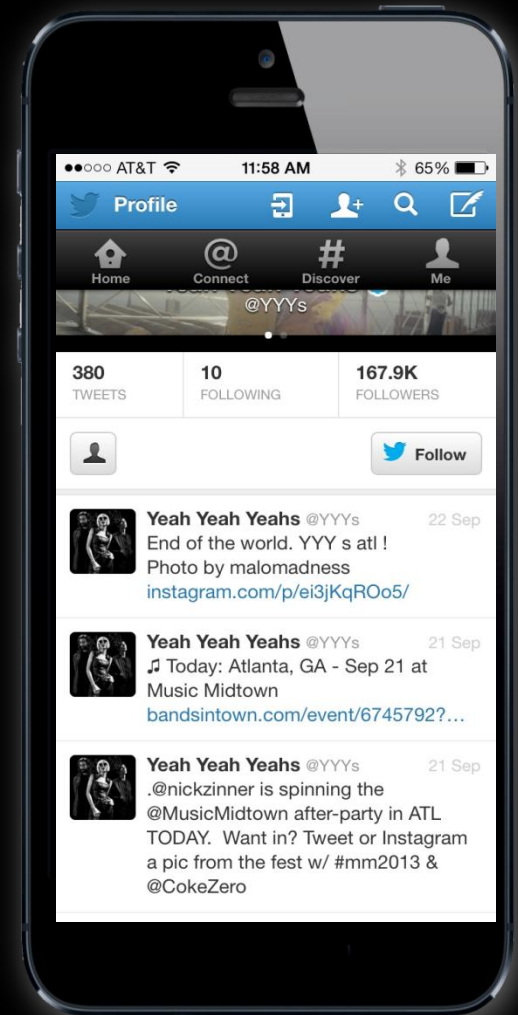 AT&T 11:58 AM 65%
Profile
Home Connect Discover Me
@YYYs
380 10 167.9K
TWEETS FOLLOWING FOLLOWERS
Follow
Yeah Yeah Yeahs @YYYs 22 Sep
End of the world. YYY s atl !
Photo by malomadness
instagram.com/p/ei3jKqROo5/
Yeah Yeah Yeahs @YYYs 21 Sep
♫ Today: Atlanta, GA - Sep 21 at
Music Midtown
bandsintown.com/event/6745792?...
Yeah Yeah Yeahs @YYYs 21 Sep
.@nickzinner is spinning the
@MusicMidtown after-party in ATL
TODAY. Want in? Tweet or Instagram
a pic from the fest w/ #mm2013 &
@CokeZero